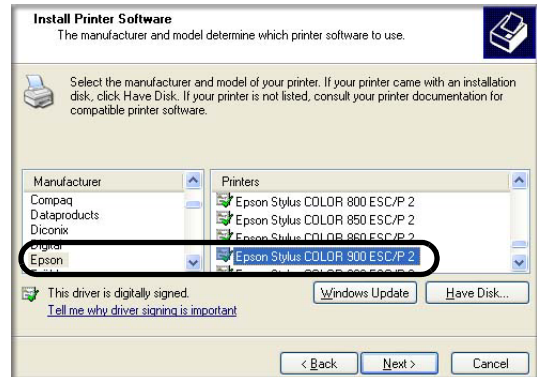 Install Printer Software
The manufacturer and model determine which printer software to use.
Select the manufacturer and model of your printer. If your printer came with an installation
disk, click Have Disk. If your printer is not listed, consult your printer documentation for
compatible printer software.
Manufacturer
Compaq
Dataproducts
Diconix
Digital
Epson
Printers
Epson Stylus COLOR 800 ESC/P 2
Epson Stylus COLOR 850 ESC/P 2
Epson Stylus COLOR 860 ESC/P 2
Epson Stylus COLOR 900 ESC/P 2
This driver is digitally signed.
Tell me why driver signing is important
Windows Update
Have Disk...
< Back
Next >
Cancel